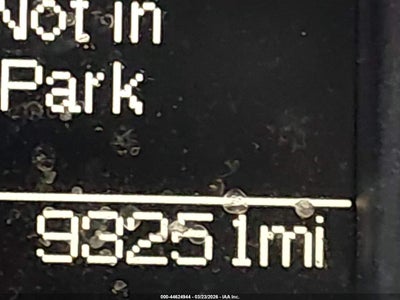 Not in
Park
93251mi
000-44624944 - 03/23/2026 - IAA Inc.